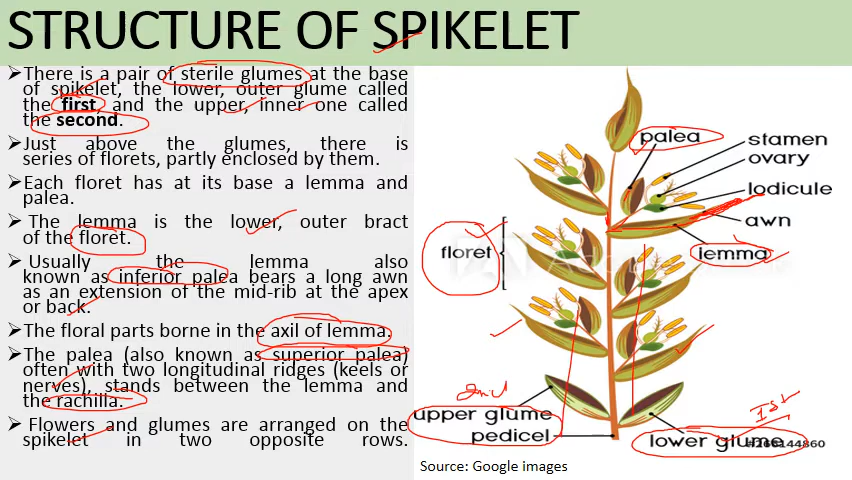 STRUCTURE OF SPIKELET
➢There is a pair of sterile glumes at the base
of spikelet, the lower, outer glume called
the first, and the upper, inner one called
the second.
➢Just above the glumes, there is
series of florets, partly enclosed by them.
➢Each floret has at its base a lemma and
palea.
➢ The lemma is the lower, outer bract
of the floret.
➢Usually the lemma also
known as inferior palea bears a long awn
as an extension of the mid-rib at the apex
or back.
➢The floral parts borne in the axil of lemma.
➢The palea (also known as superior palea)
often with two longitudinal ridges (keels or
nerves), stands between the lemma and
the rachilla.
➢ Flowers and glumes are arranged on the
spikelet in two opposite rows.
palea
stamen
ovary
lodicule
awn
floret
lemma
Ist
upper glume
pedicel
lower glume
#266144860
Source: Google images